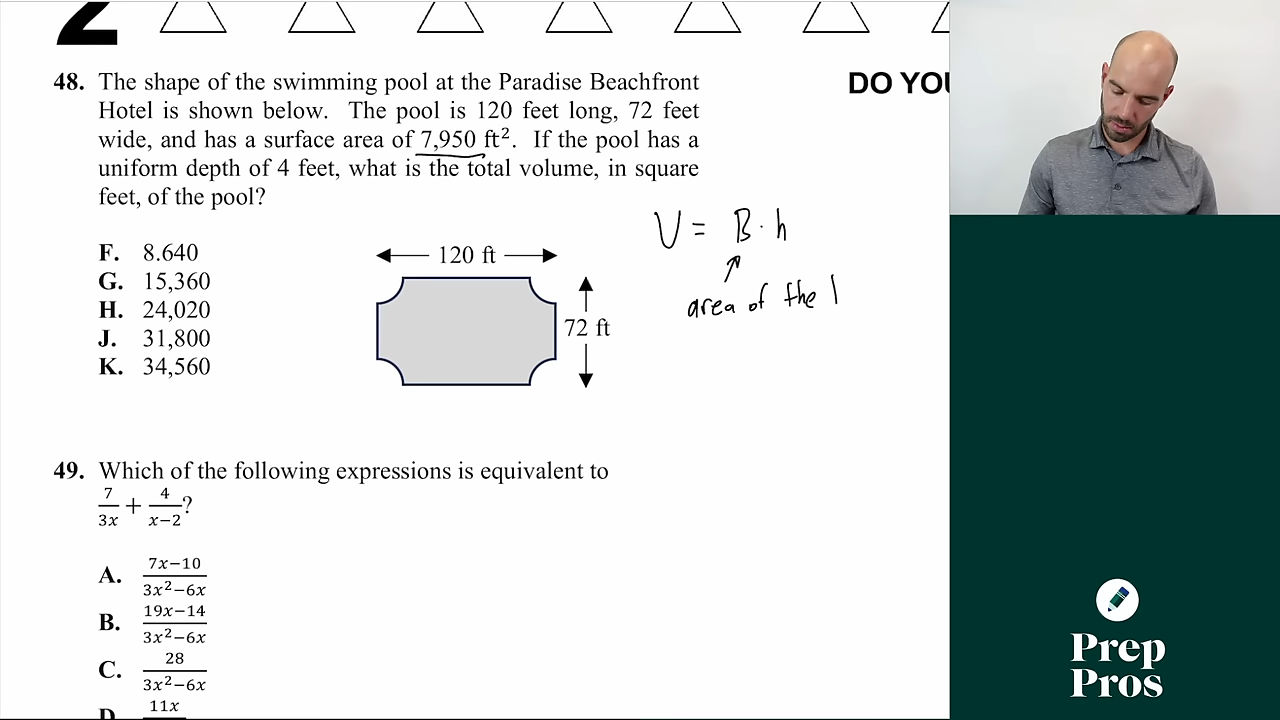 2
48. The shape of the swimming pool at the Paradise Beachfront
Hotel is shown below. The pool is 120 feet long, 72 feet
wide, and has a surface area of 7,950 ft². If the pool has a
uniform depth of 4 feet, what is the total volume, in square
feet, of the pool?
F. 8.640
G. 15,360
H. 24,020
J. 31,800
K. 34,560
120 ft
72 ft
DO YOU
V = B · h
area of the
49. Which of the following expressions is equivalent to
7/3x + 4/x−2?
A. 7x−10/3x²−6x
B. 19x−14/3x²−6x
C. 28/3x²−6x
D. 11x
Prep
Pros